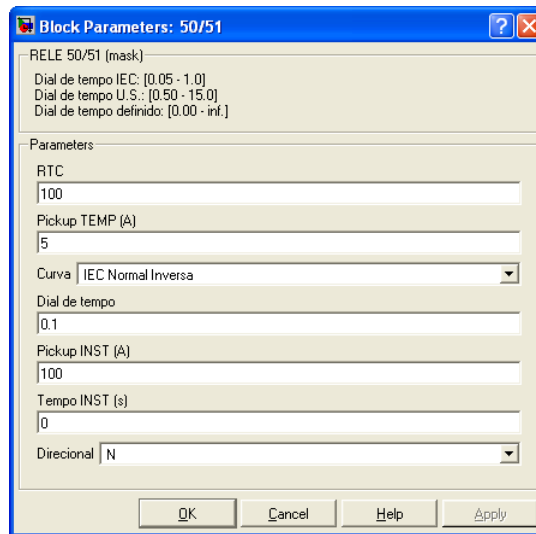 Block Parameters: 50/51
RELE 50/51 (mask)
Dial de tempo IEC: [0.05 - 1.0]
Dial de tempo U.S.: [0.50 - 15.0]
Dial de tempo definido: [0.00 - inf.]
Parameters
RTC
100
Pickup TEMP (A)
5
Curva IEC Normal Inversa
Dial de tempo
0.1
Pickup INST (A)
100
Tempo INST (s)
0
Direcional N
OK Cancel Help Apply